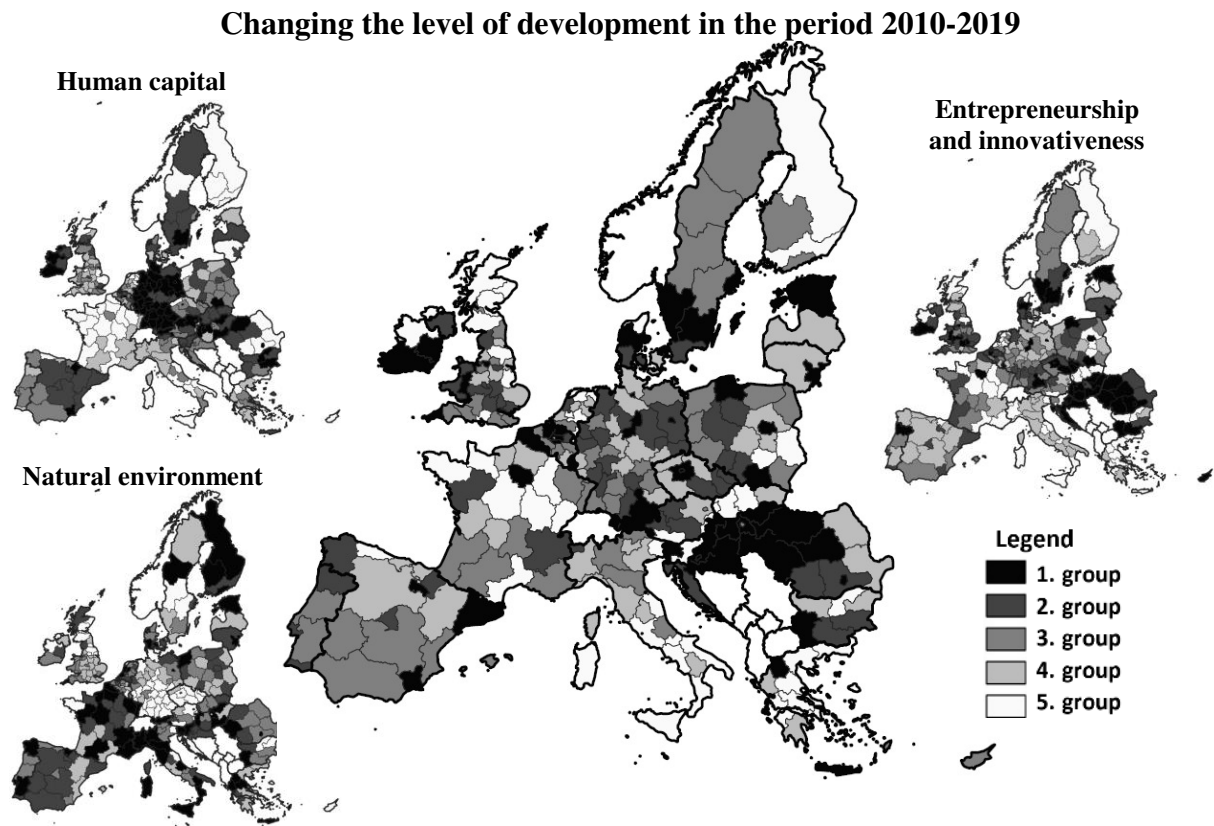 Changing the level of development in the period 2010-2019
Human capital
Entrepreneurship
and innovativeness
Natural environment
Legend
1. group
2. group
3. group
4. group
5. group